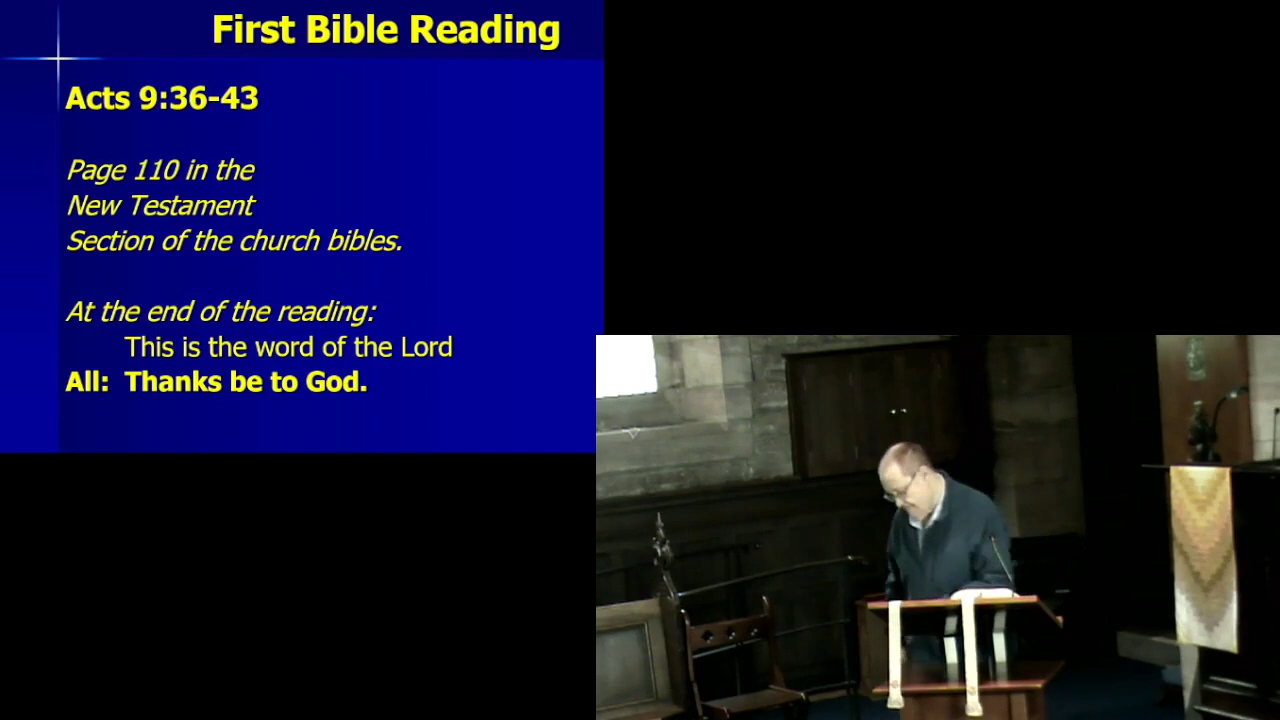 First Bible Reading
Acts 9:36-43
Page 110 in the
New Testament
Section of the church bibles.
At the end of the reading:
This is the word of the Lord
All: Thanks be to God.